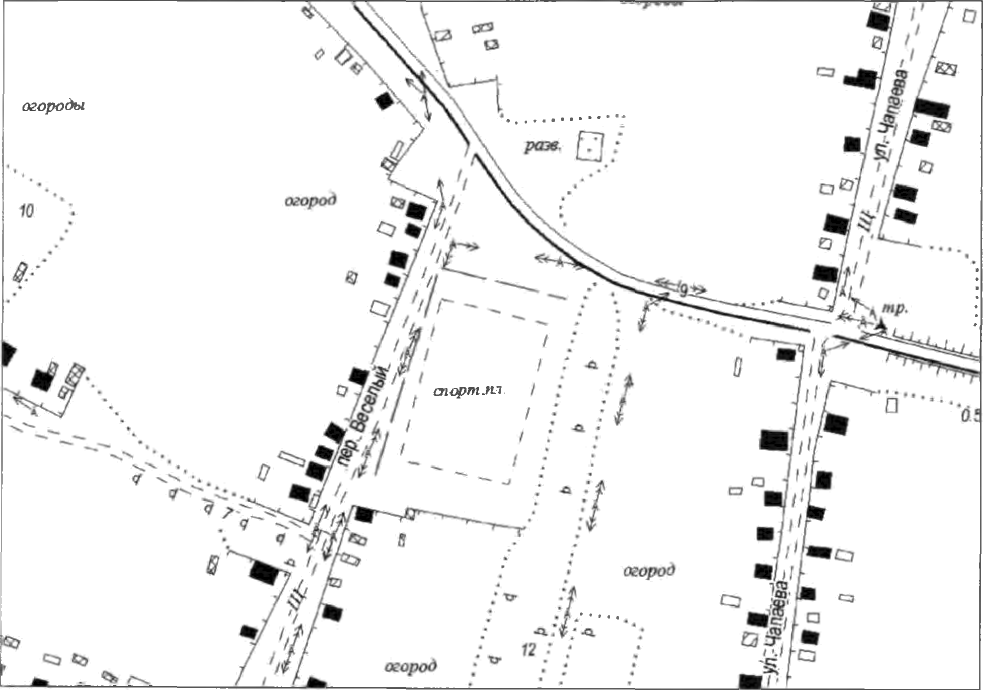 огороды
разв.
ул. Чапаева
огород
10
Щ
9
тр.
спорт.пл.
0.5
пер. Веселый
7
огород
Щ
ул. Чапаева
12
огород